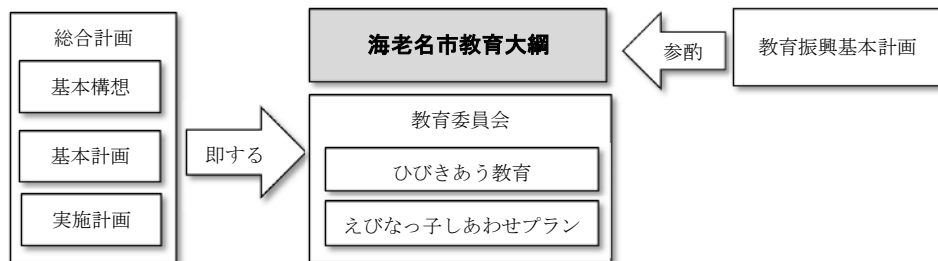 総合計画
基本構想
基本計画
実施計画
即する
海老名市教育大綱
教育委員会
ひびきあう教育
えびなっ子しあわせプラン
参酌
教育振興基本計画